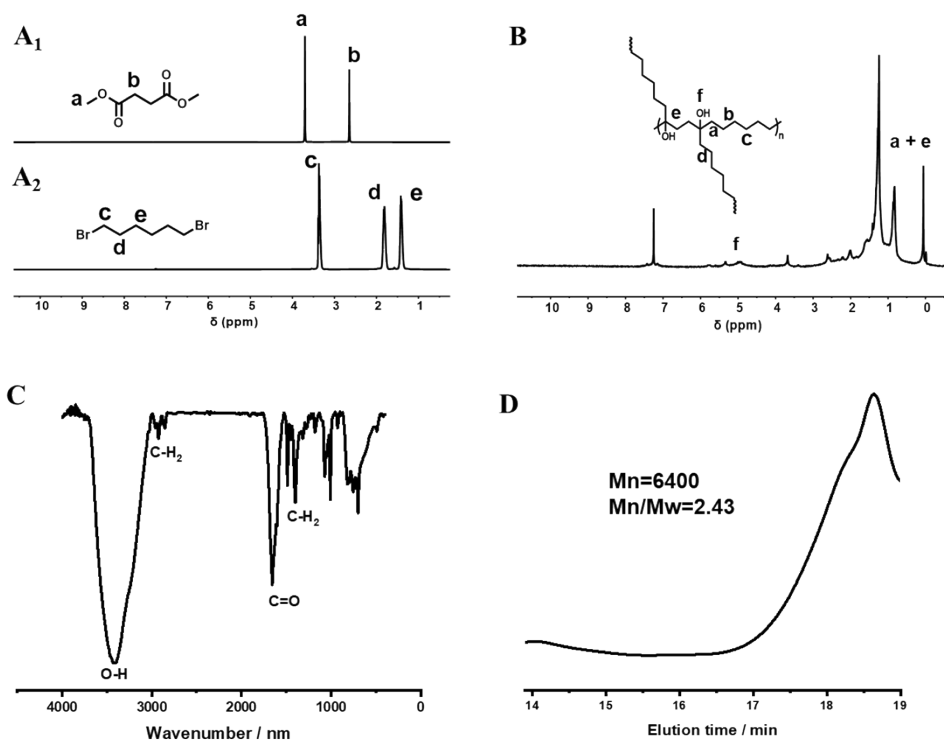 A₁
a
b
b
O
a
O
O
O
A₂
c
d
e
c
e
Br
Br
d
10 9 8 7 6 5 4 3 2 1
δ (ppm)
B
f
e
OH
b
a
c
n
OH
d
a + e
f
10 9 8 7 6 5 4 3 2 1 0
δ (ppm)
C
C-H₂
C-H₂
C=O
O-H
4000 3000 2000 1000 0
Wavenumber / nm
D
Mn=6400
Mn/Mw=2.43
14 15 16 17 18 19
Elution time / min